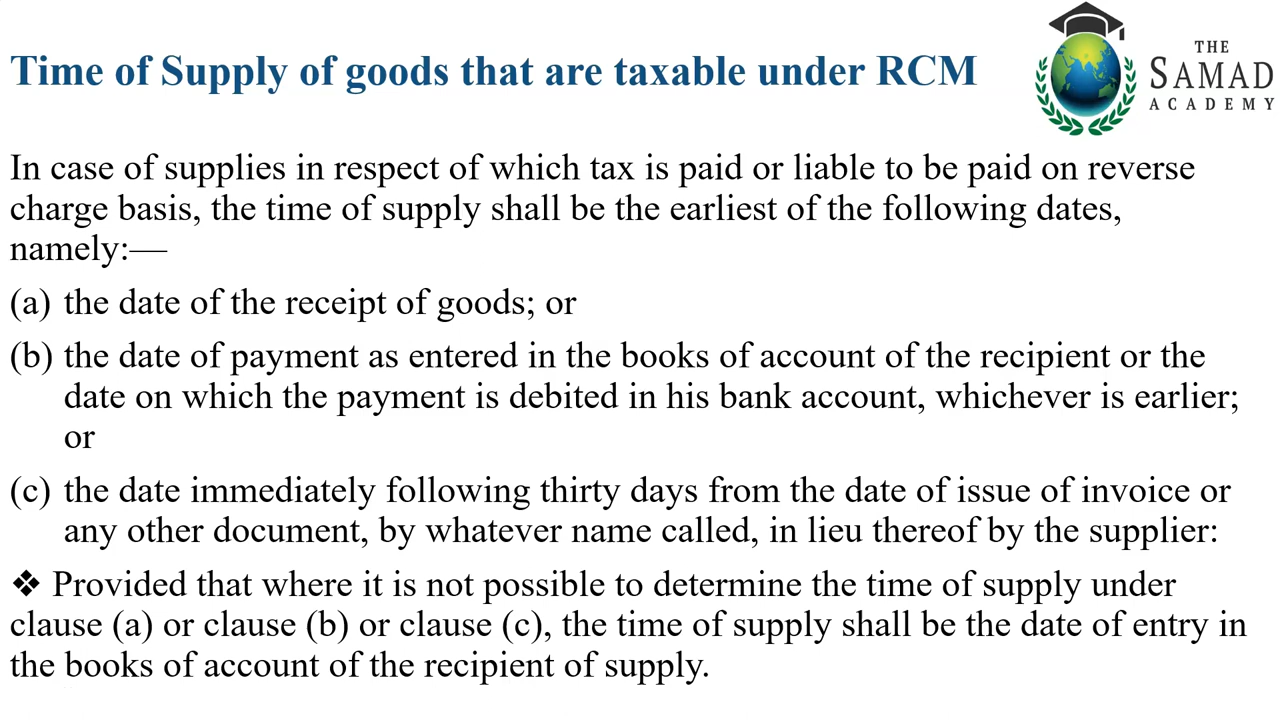 Time of Supply of goods that are taxable under RCM
THE
SAMAD
ACADEMY
In case of supplies in respect of which tax is paid or liable to be paid on reverse
charge basis, the time of supply shall be the earliest of the following dates,
namely:—
(a) the date of the receipt of goods; or
(b) the date of payment as entered in the books of account of the recipient or the
date on which the payment is debited in his bank account, whichever is earlier;
or
(c) the date immediately following thirty days from the date of issue of invoice or
any other document, by whatever name called, in lieu thereof by the supplier:
❖ Provided that where it is not possible to determine the time of supply under
clause (a) or clause (b) or clause (c), the time of supply shall be the date of entry in
the books of account of the recipient of supply.